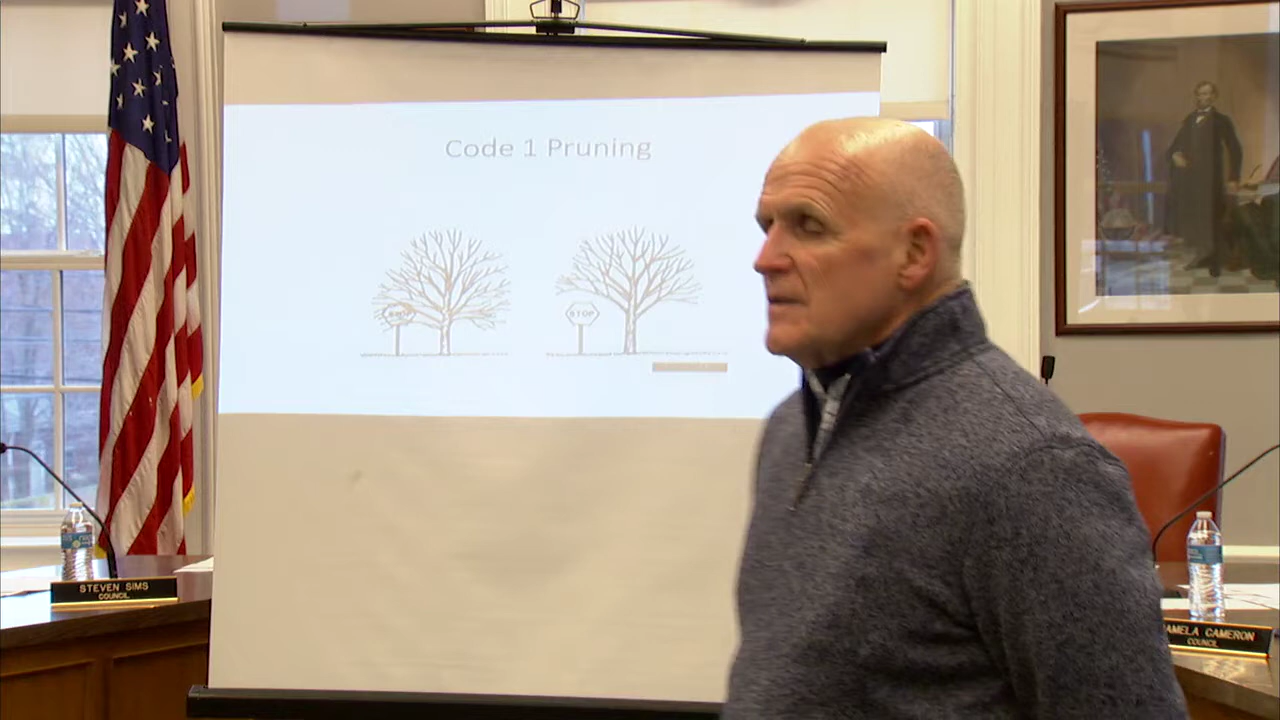 Code 1 Pruning
STOP
STEVEN SIMS
COUNCIL
AMELA CAMERON
COUNCIL